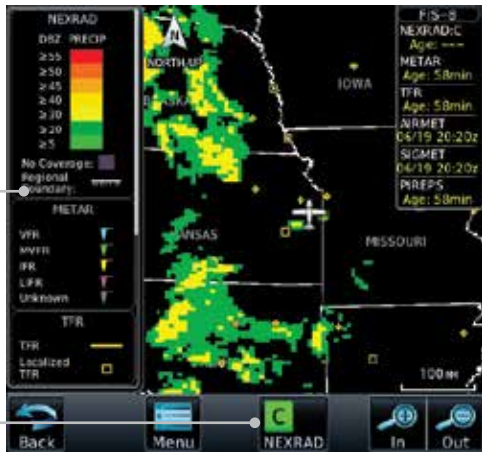 NEXRAD
DBZ PRECIP
≥55
≥50
≥45
≥40
≥30
≥20
≥5
No Coverage:
Regional
Boundary:
METAR
VFR
MVFR
IFR
LIFR
Unknown
TFR
TFR
Localized
TFR
NORTH UP
IOWA
KANSAS
MISSOURI
100NM
FIS-B
NEXRAD:C
Age: ---
METAR
Age: 58min
TFR
Age: 58min
AIRMET
06/19 20:20z
SIGMET
06/19 20:20z
PIREPS
Age: 58min
Back
Menu
C
NEXRAD
In
Out